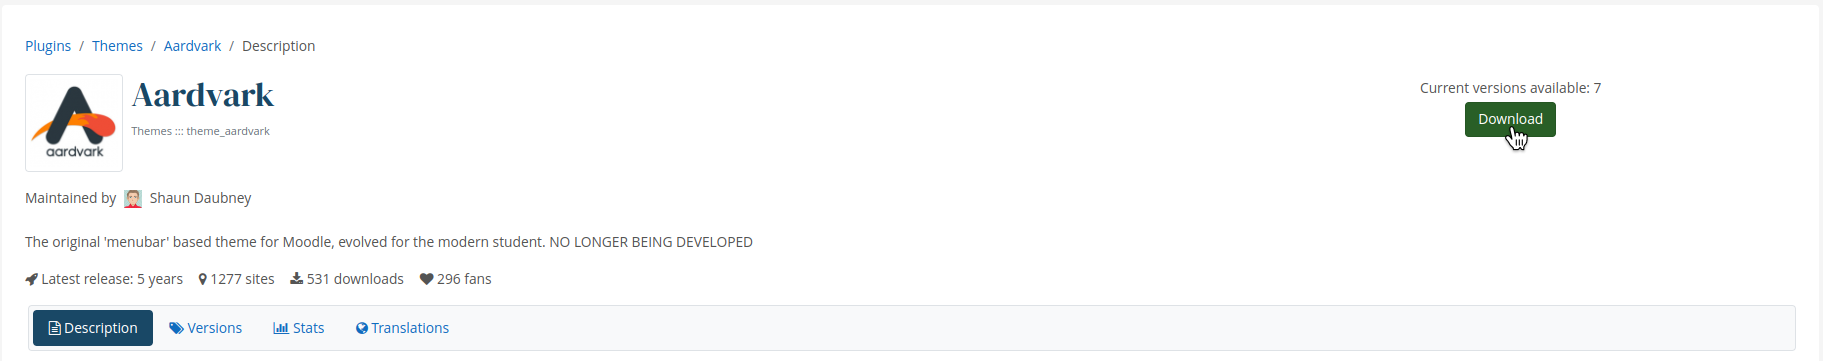 Plugins / Themes / Aardvark / Description
aardvark
Aardvark
Themes ::: theme_aardvark
Current versions available: 7
Download
Maintained by Shaun Daubney
The original 'menubar' based theme for Moodle, evolved for the modern student. NO LONGER BEING DEVELOPED
Latest release: 5 years 1277 sites 531 downloads 296 fans
Description Versions Stats Translations